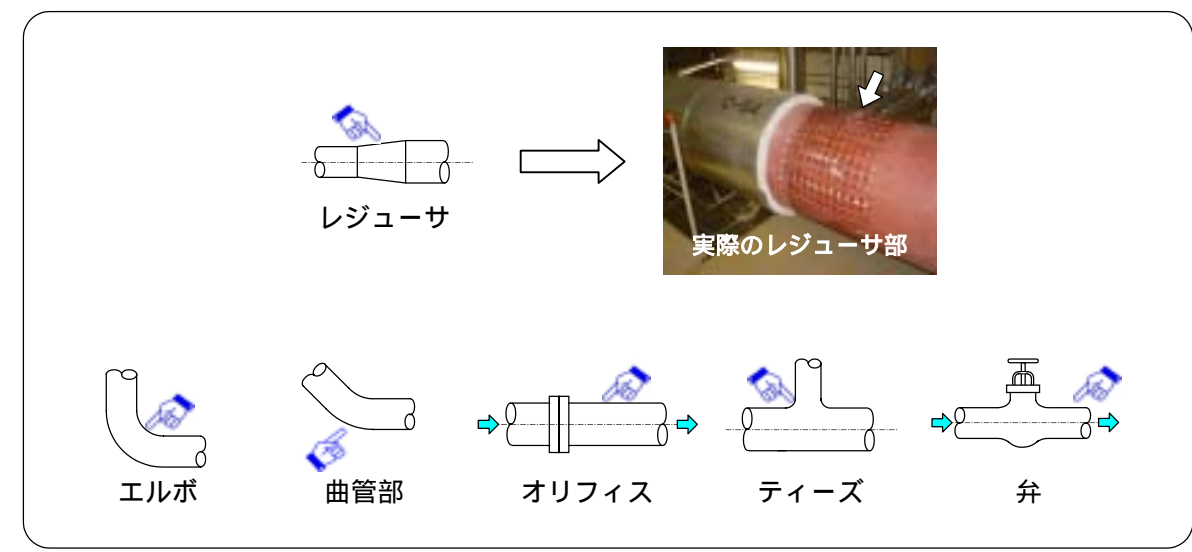 レジューサ
実際のレジューサ部
エルボ
曲管部
オリフィス
ティーズ
弁